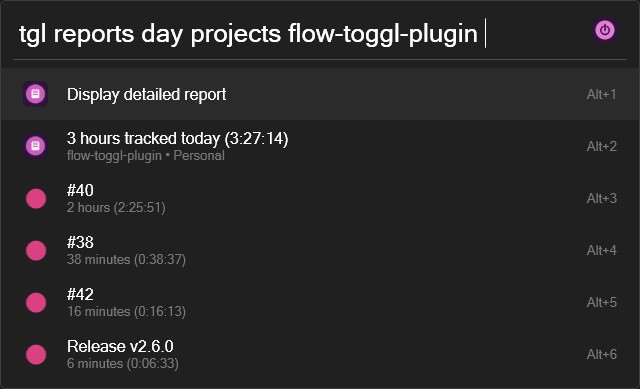 tgl reports day projects flow-toggl-plugin
Display detailed report
Alt+1
3 hours tracked today (3:27:14)
flow-toggl-plugin • Personal
Alt+2
#40
2 hours (2:25:51)
Alt+3
#38
38 minutes (0:38:37)
Alt+4
#42
16 minutes (0:16:13)
Alt+5
Release v2.6.0
6 minutes (0:06:33)
Alt+6